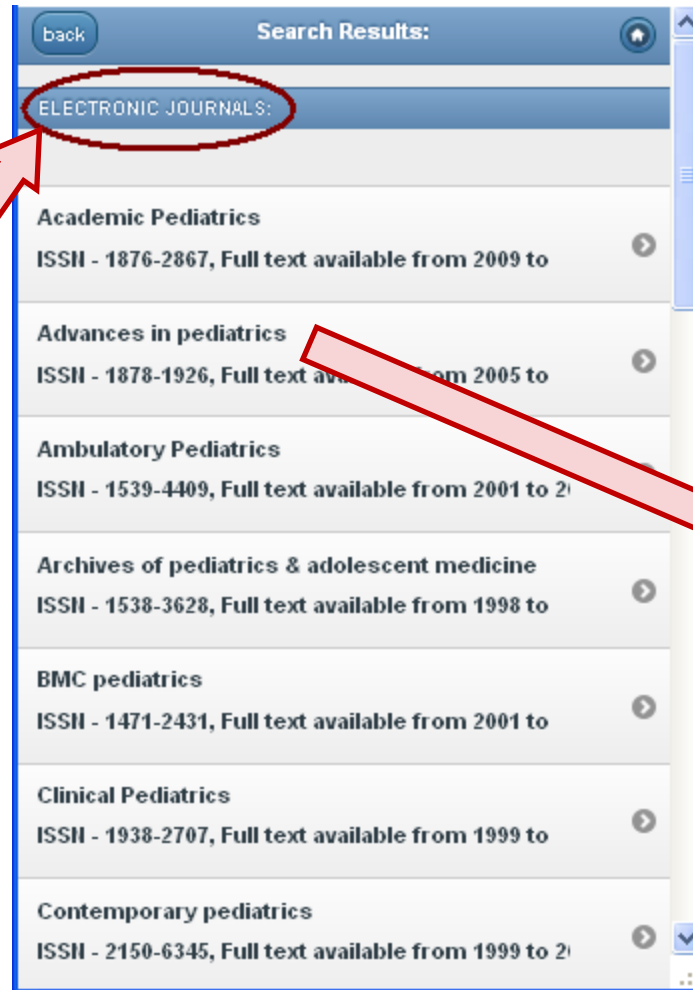 back
Search Results:
ELECTRONIC JOURNALS:
Academic Pediatrics
ISSN - 1876-2867, Full text available from 2009 to
Advances in pediatrics
ISSN - 1878-1926, Full text from 2005 to
Ambulatory Pediatrics
ISSN - 1539-4409, Full text available from 2001 to
Archives of pediatrics & adolescent medicine
ISSN - 1538-3628, Full text available from 1998 to
BMC pediatrics
ISSN - 1471-2431, Full text available from 2001 to
Clinical Pediatrics
ISSN - 1938-2707, Full text available from 1999 to
Contemporary pediatrics
ISSN - 2150-6345, Full text available from 1999 to